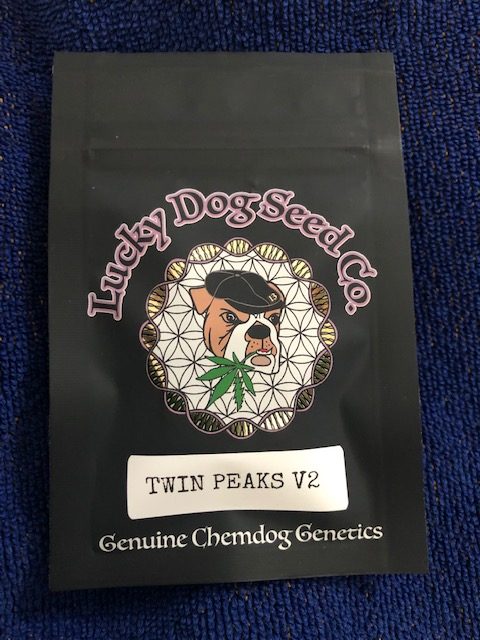 Lucky Dog Seed Co.
TWIN PEAKS V2
Genuine Chemdog Genetics